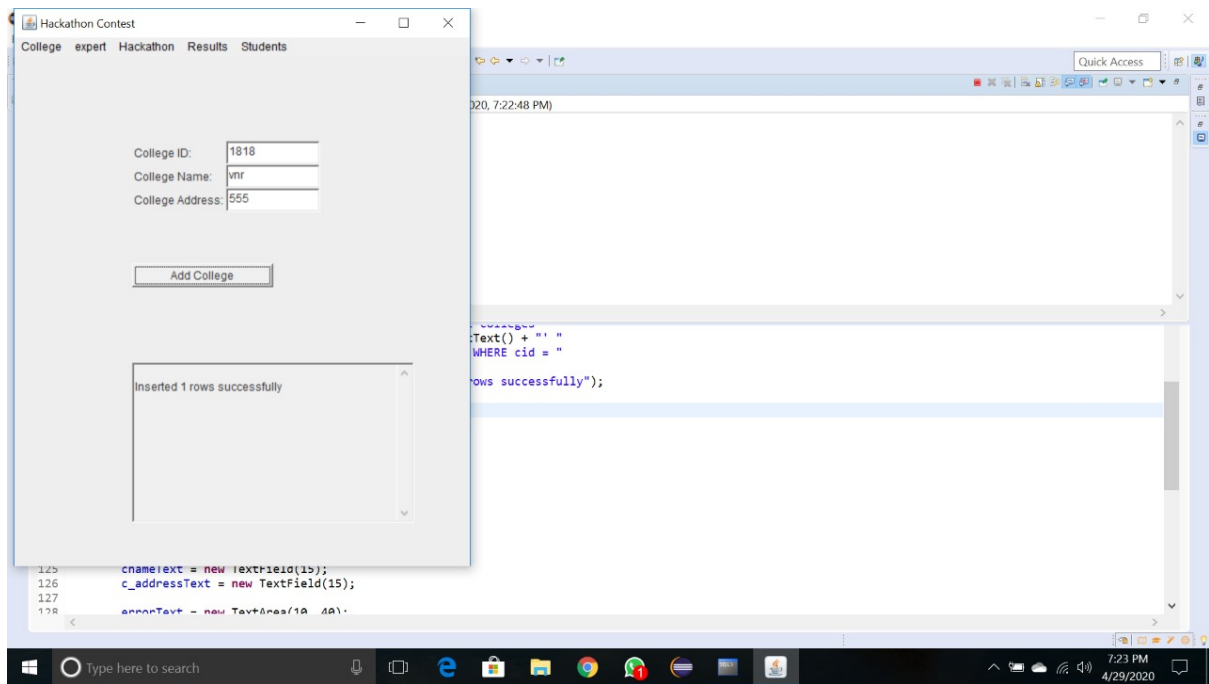 Hackathon Contest
College expert Hackathon Results Students
Quick Access
020, 7:22:48 PM)
College ID: 1818
College Name: vnr
College Address: 555
Add College
Inserted 1 rows successfully
colleges
Text() + "' "
WHERE cid = "
rows successfully");
125 cnameText = new TextField(15);
126 c_addressText = new TextField(15);
127
128 errorText = new TextArea(10, 40);
Type here to search
7:23 PM
4/29/2020